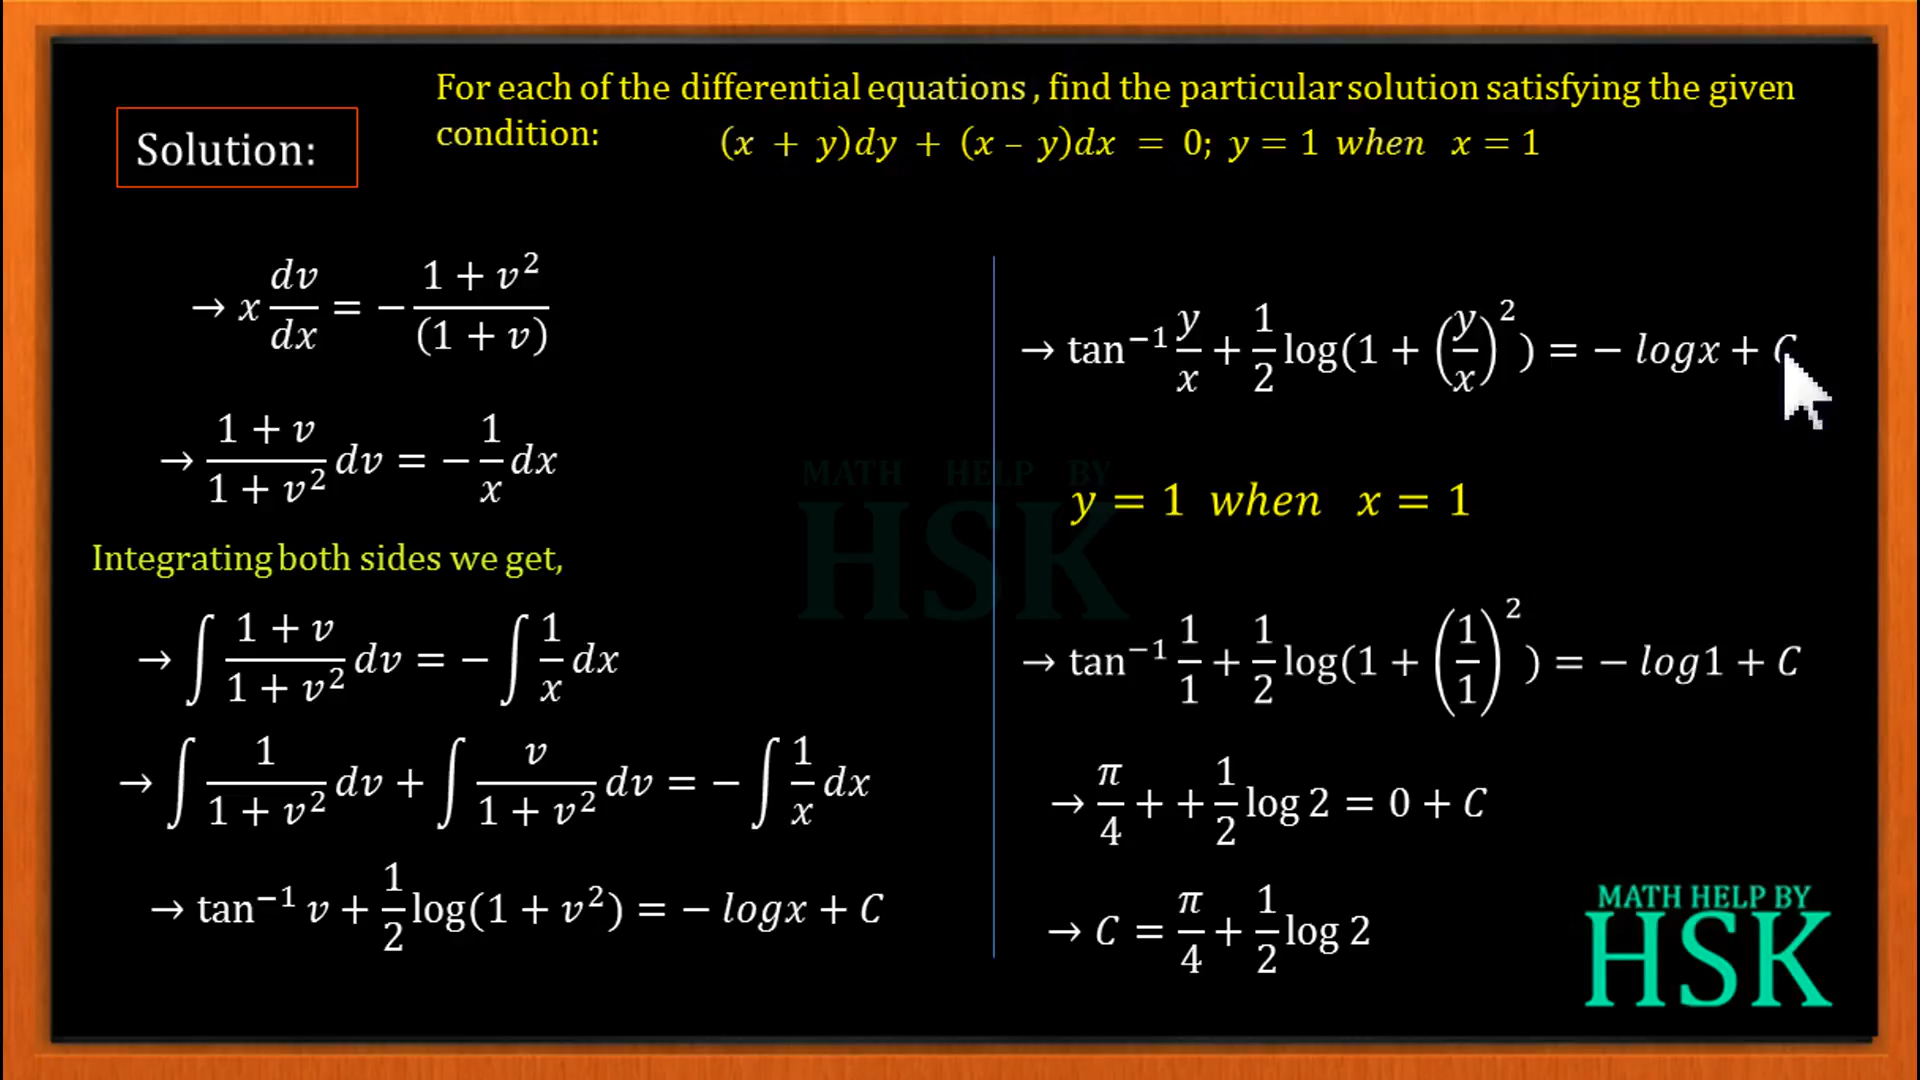 For each of the differential equations , find the particular solution satisfying the given
condition: (x + y)dy + (x – y)dx = 0; y = 1 when x = 1
Solution:
→ x dv/dx = − (1 + v²)/((1 + v))
→ (1 + v)/(1 + v²) dv = − 1/x dx
Integrating both sides we get,
→ ∫ (1 + v)/(1 + v²) dv = − ∫ 1/x dx
→ ∫ 1/(1 + v²) dv + ∫ v/(1 + v²) dv = − ∫ 1/x dx
→ tan⁻¹ v + 1/2 log(1 + v²) = − logx + C
→ tan⁻¹ y/x + 1/2 log(1 + (y/x)²) = − logx + C
y = 1 when x = 1
→ tan⁻¹ 1/1 + 1/2 log(1 + (1/1)²) = − log1 + C
→ π/4 + + 1/2 log 2 = 0 + C
→ C = π/4 + 1/2 log 2
MATH HELP BY
HSK
MATH HELP BY
HSK